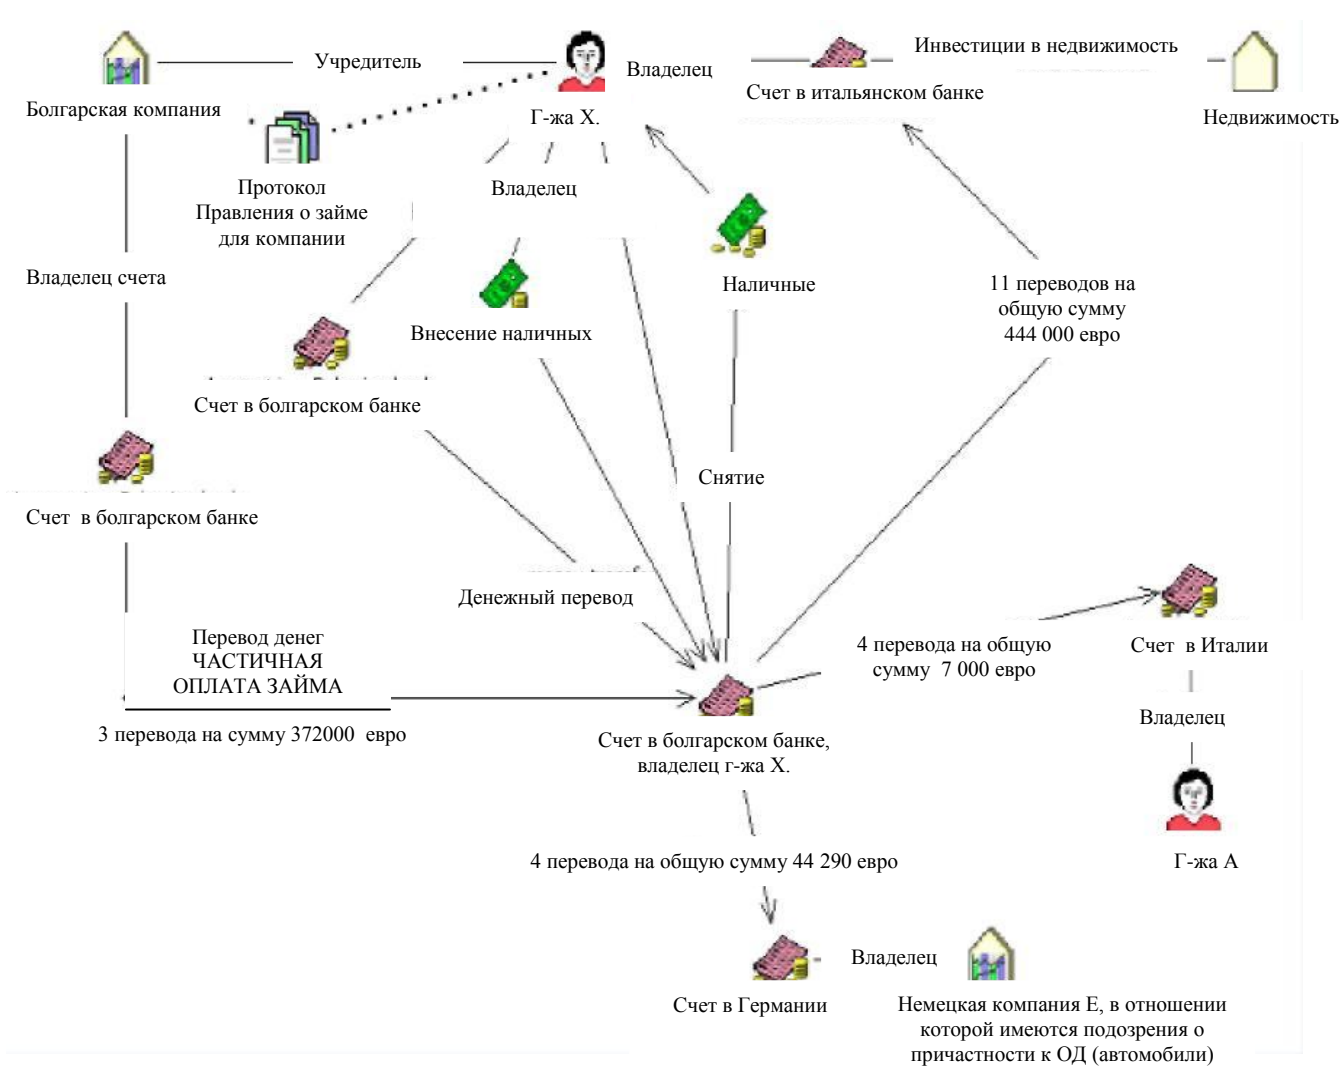 Учредитель
Владелец
Инвестиции в недвижимость
Болгарская компания
Г-жа Х.
Счет в итальянском банке
Недвижимость
Протокол
Правления о займе
для компании
Владелец
Владелец счета
Внесение наличных
Наличные
11 переводов на
общую сумму
444 000 евро
Счет в болгарском банке
Снятие
Счет в болгарском банке
Денежный перевод
Перевод денег
ЧАСТИЧНАЯ
ОПЛАТА ЗАЙМА
3 перевода на сумму 372000 евро
4 перевода на общую
сумму 7 000 евро
Счет в Италии
Владелец
Г-жа А
Счет в болгарском банке,
владелец г-жа Х.
4 перевода на общую сумму 44 290 евро
Владелец
Счет в Германии
Немецкая компания Е, в отношении
которой имеются подозрения о
причастности к ОД (автомобили)